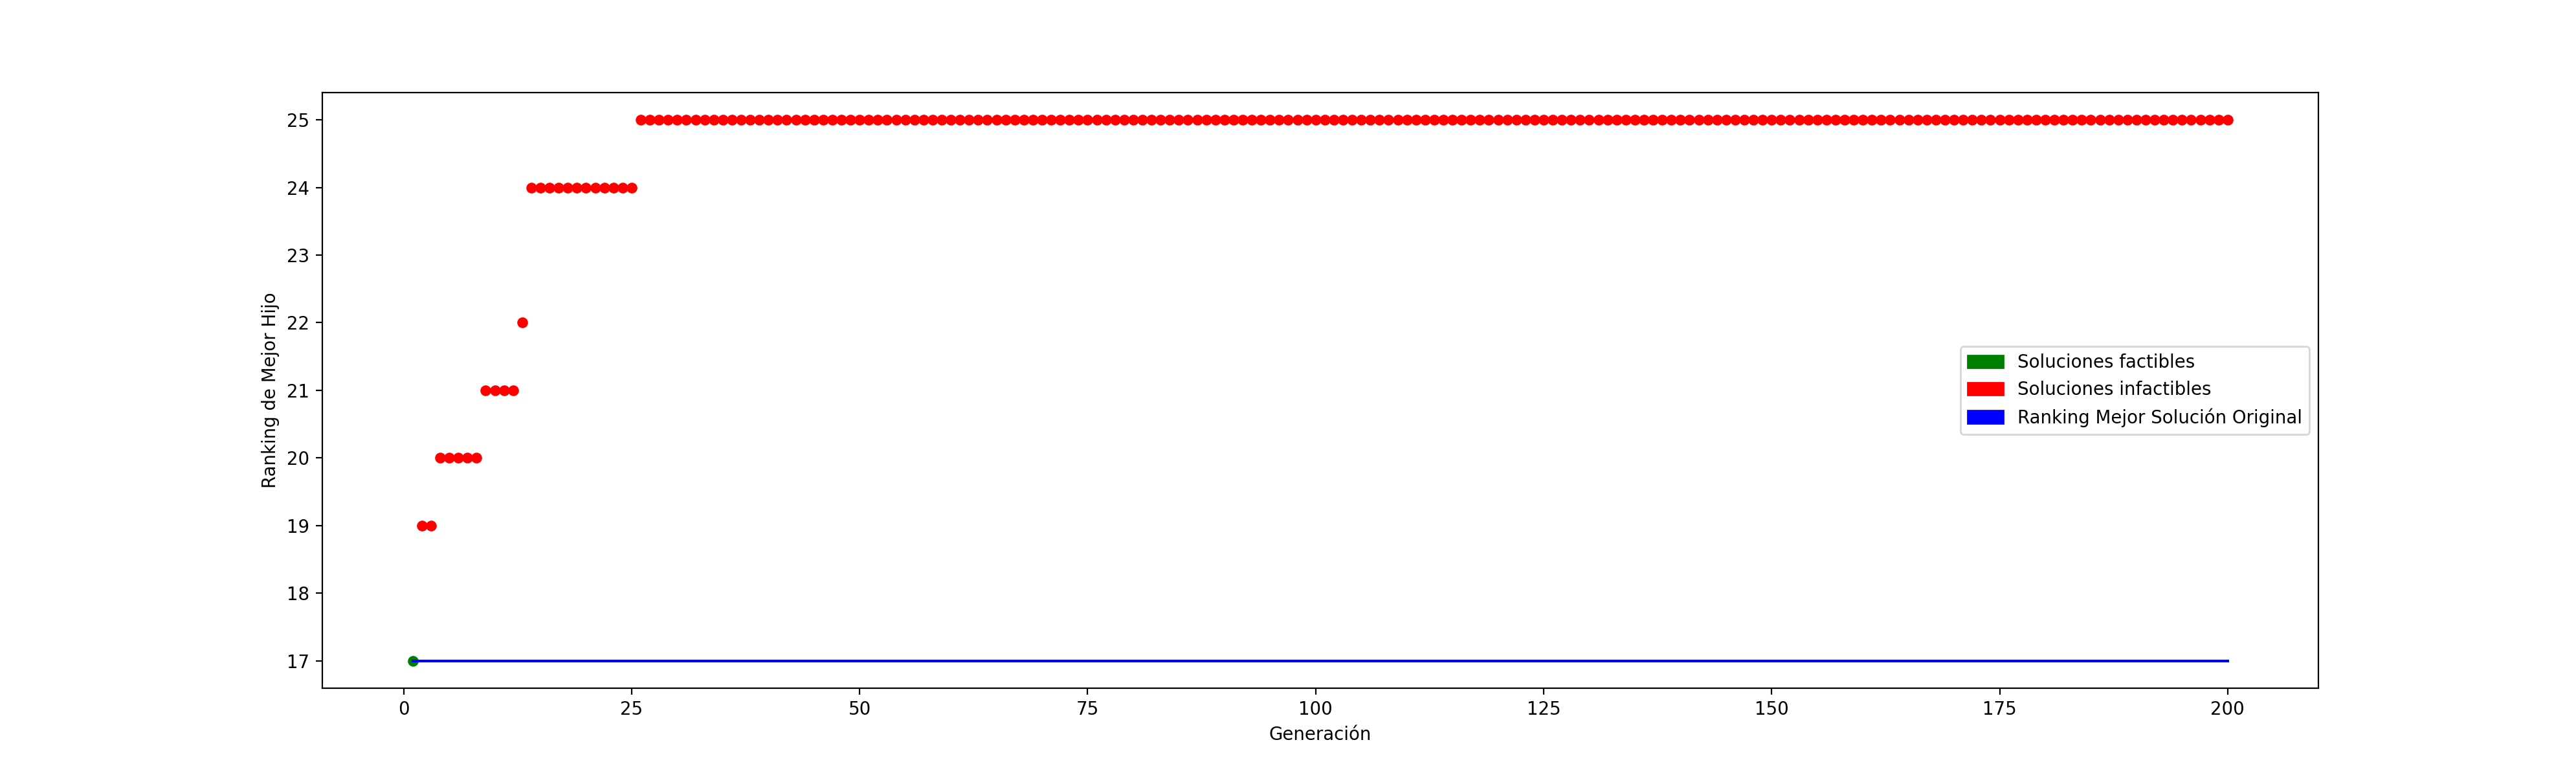 25
24
23
22
21
20
19
18
17
Ranking de Mejor Hijo
Soluciones factibles
Soluciones infactibles
Ranking Mejor Solución Original
0 25 50 75 100 125 150 175 200
Generación